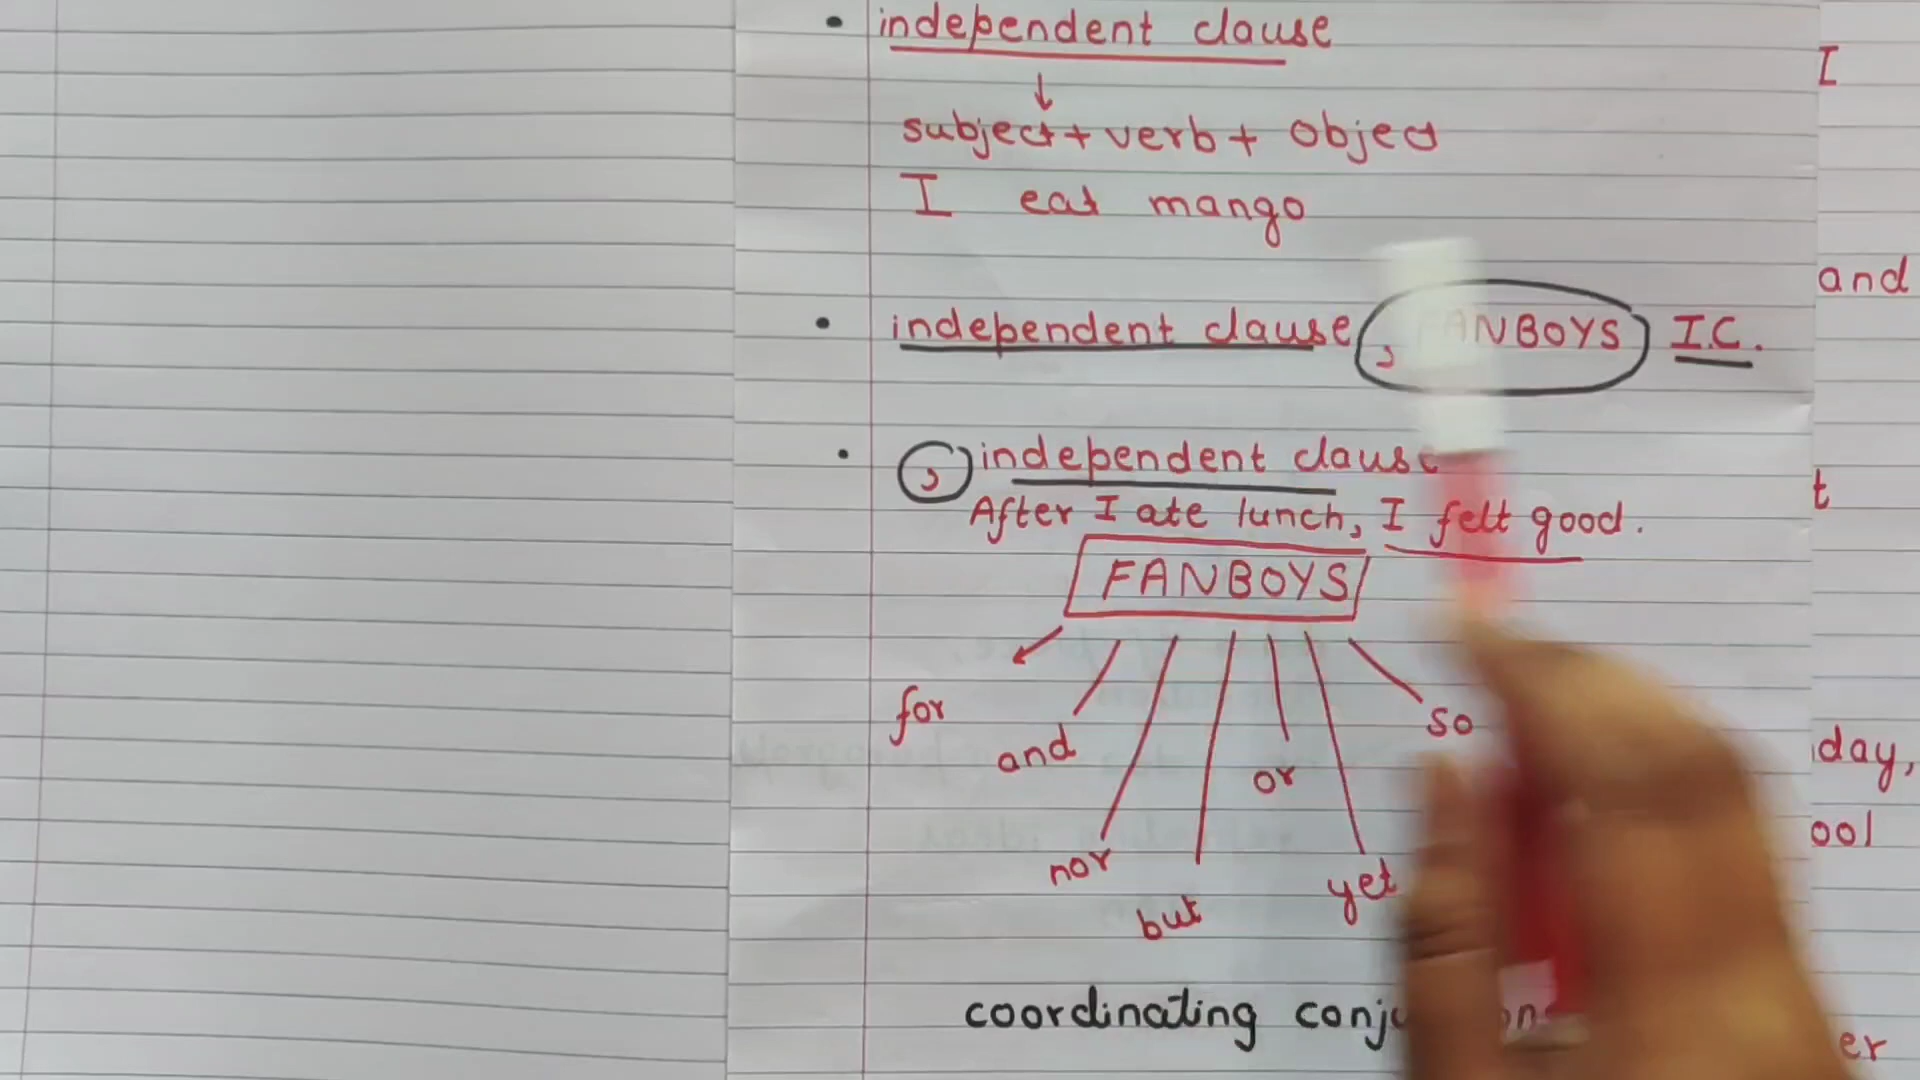 independent clause
↓
subject + verb + object
I eat mango
independent clause, FANBOYS I.C.
, independent clause
After I ate lunch, I felt good.
FANBOYS
for
and
nor
but
or
yet
so
coordinating
I
and
t
day,
ool
er